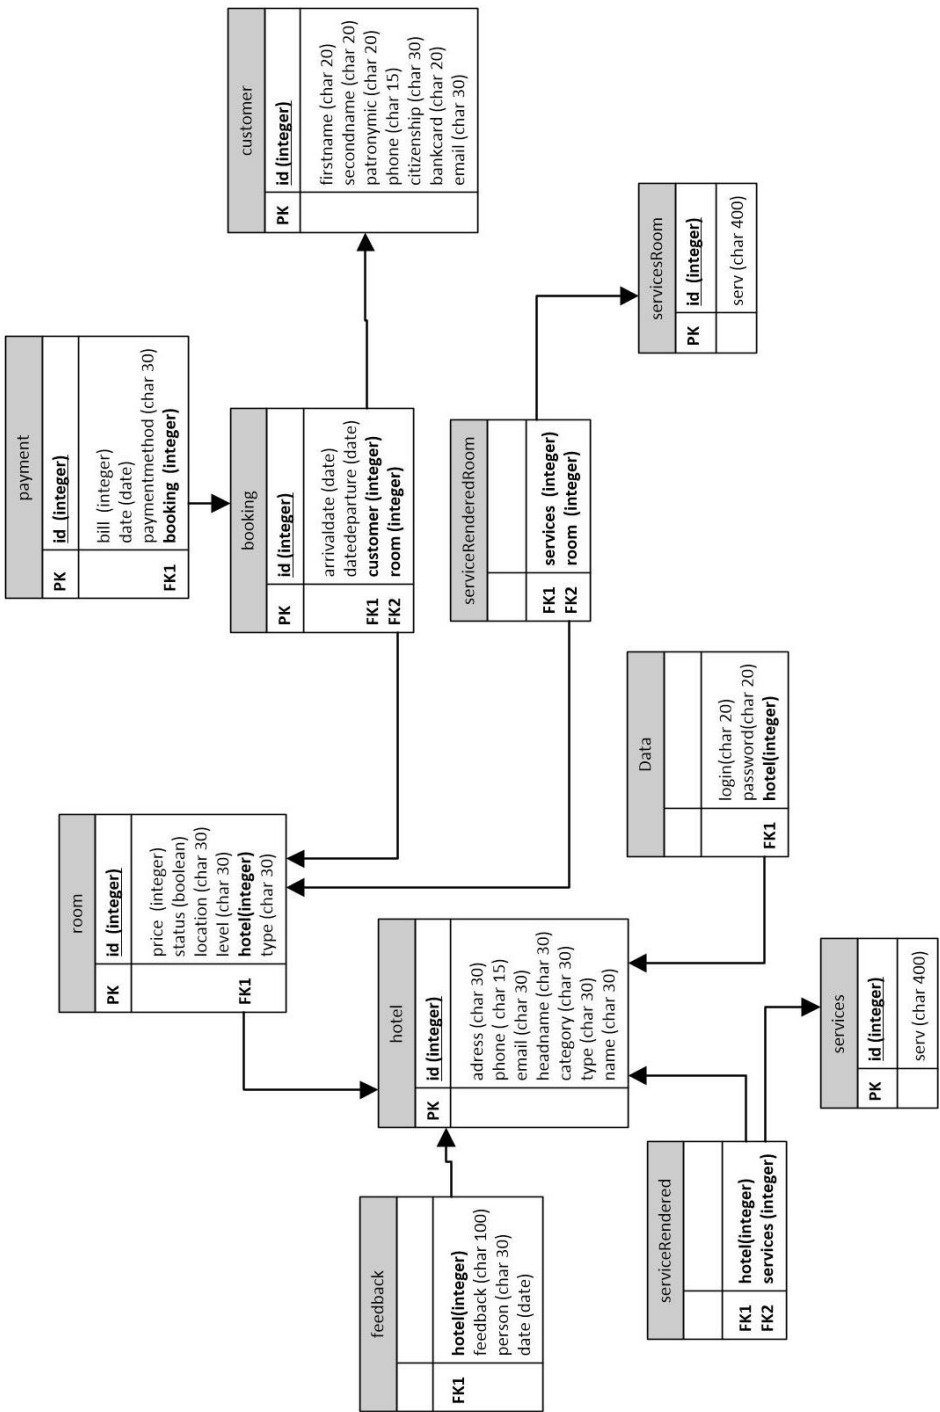 payment
PK id (integer)
bill (integer)
date (date)
paymentmethod (char 30)
FK1 booking (integer)
customer
PK id (integer)
firstname (char 20)
secondname (char 20)
patronymic (char 20)
phone (char 15)
citizenship (char 30)
bankcard (char 20)
email (char 30)
booking
PK id (integer)
arrivaldate (date)
datedeparture (date)
FK1 customer (integer)
FK2 room (integer)
room
PK id (integer)
price (integer)
status (boolean)
location (char 30)
level (char 30)
FK1 hotel(integer)
type (char 30)
serviceRenderedRoom
FK1 services (integer)
FK2 room (integer)
servicesRoom
PK id (integer)
serv (char 400)
feedback
FK1 hotel(integer)
feedback (char 100)
person (char 30)
date (date)
hotel
PK id (integer)
adress (char 30)
phone ( char 15)
email (char 30)
headname (char 30)
category (char 30)
type (char 30)
name (char 30)
Data
login(char 20)
password(char 20)
FK1 hotel(integer)
serviceRendered
FK1 hotel(integer)
FK2 services (integer)
services
PK id (integer)
serv (char 400)